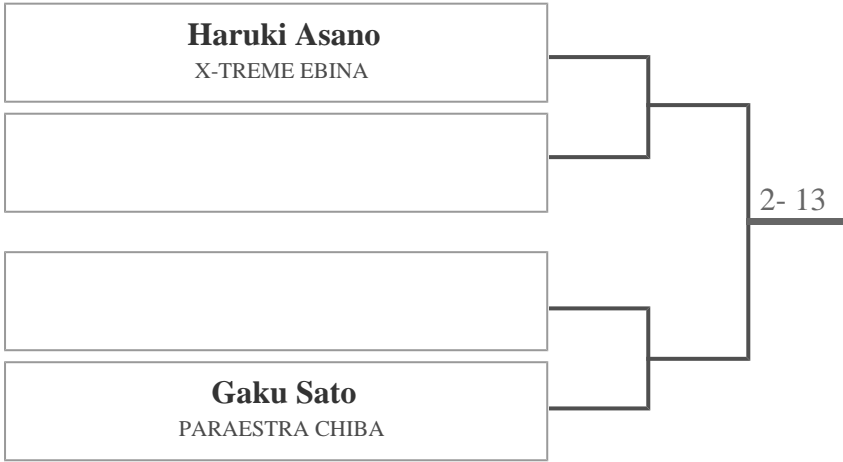 Haruki Asano
X-TREME EBINA
2- 13
Gaku Sato
PARAESTRA CHIBA